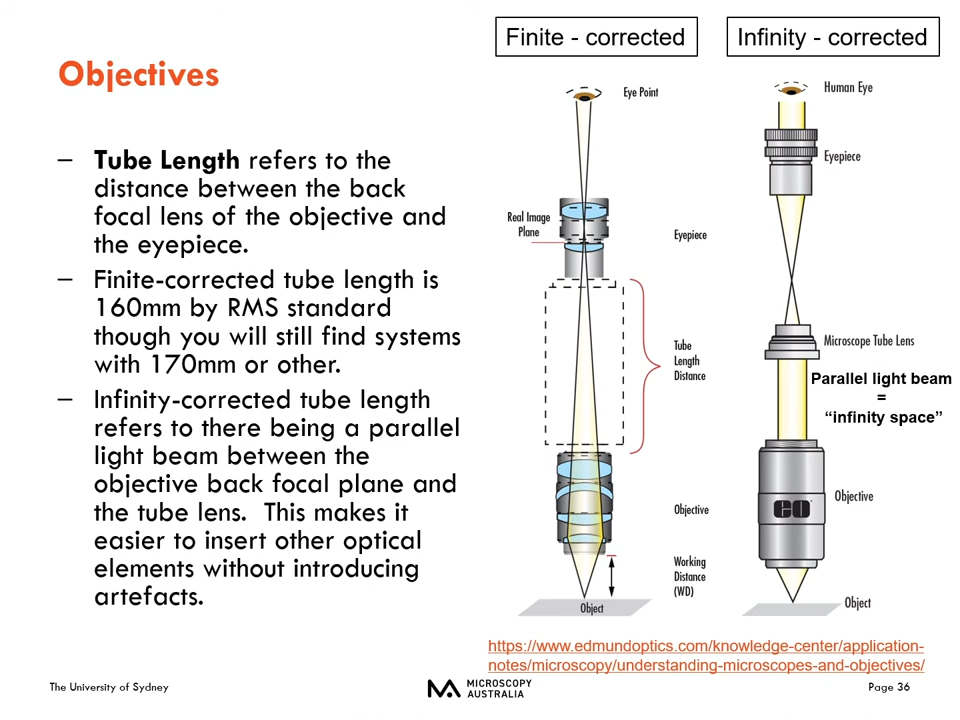 Objectives
– Tube Length refers to the
distance between the back
focal lens of the objective and
the eyepiece.
– Finite-corrected tube length is
160mm by RMS standard
though you will still find systems
with 170mm or other.
– Infinity-corrected tube length
refers to there being a parallel
light beam between the
objective back focal plane and
the tube lens.  This makes it
easier to insert other optical
elements without introducing
artefacts.
Finite - corrected
Eye Point
Real Image
Plane
Eyepiece
Tube
Length
Distance
Objective
Working
Distance
(WD)
Object
Infinity - corrected
Human Eye
Eyepiece
Microscope Tube Lens
Parallel light beam
=
“infinity space”
EO
Objective
Object
https://www.edmundoptics.com/knowledge-center/application-
notes/microscopy/understanding-microscopes-and-objectives/
The University of Sydney
MICROSCOPY
AUSTRALIA
Page 36